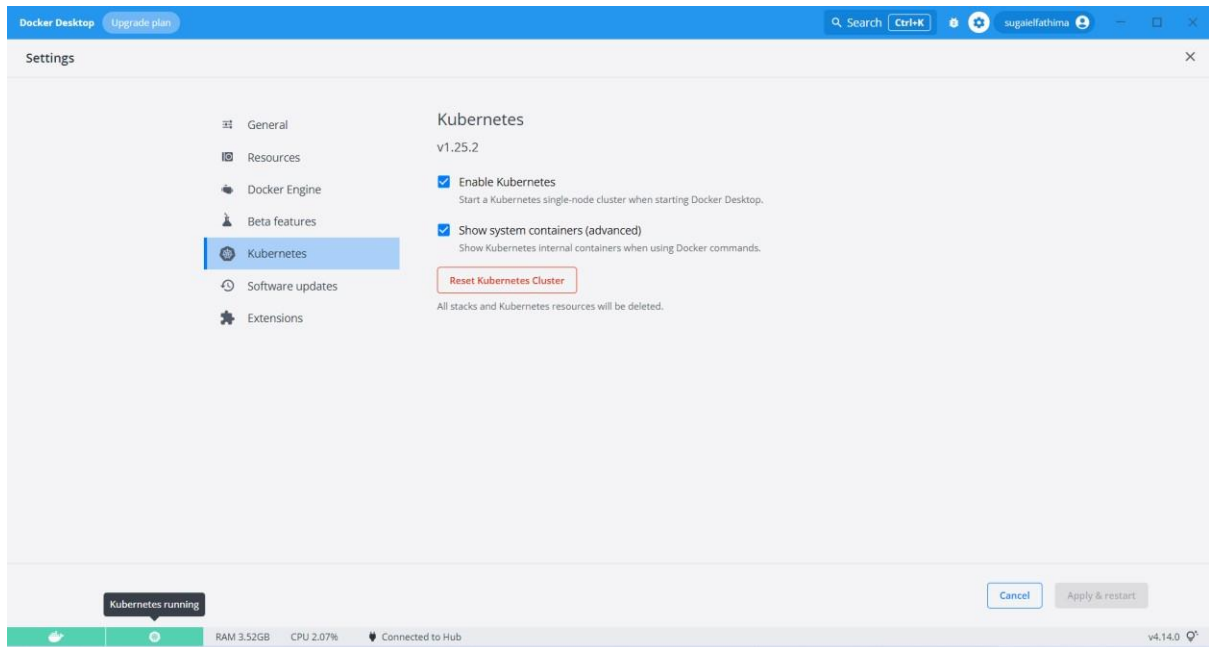 Docker Desktop Upgrade plan Search Ctrl+K sugaielfathima
Settings
General
Resources
Docker Engine
Beta features
Kubernetes
Software updates
Extensions
Kubernetes
v1.25.2
Enable Kubernetes
Start a Kubernetes single-node cluster when starting Docker Desktop.
Show system containers (advanced)
Show Kubernetes internal containers when using Docker commands.
Reset Kubernetes Cluster
All stacks and Kubernetes resources will be deleted.
Cancel Apply & restart
Kubernetes running
RAM 3.52GB CPU 2.07% Connected to Hub v4.14.0